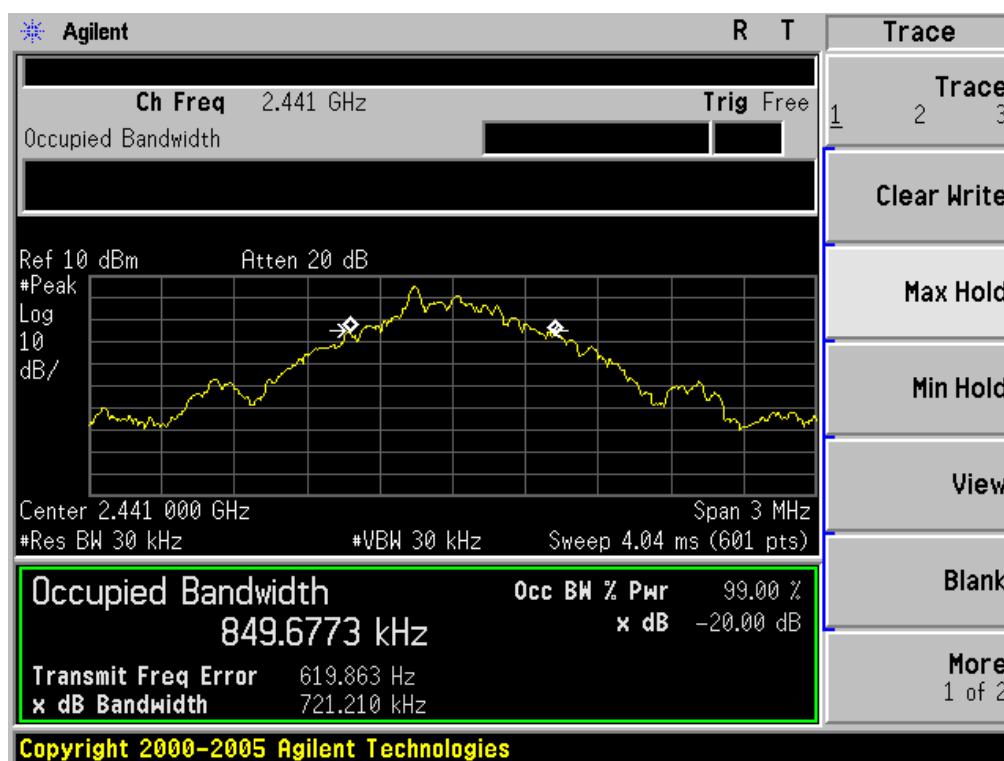 Agilent R T Trace
Ch Freq 2.441 GHz Trig Free
Occupied Bandwidth
Trace
1 2 3
Clear Write
Ref 10 dBm Atten 20 dB
#Peak
Log
10
dB/
Max Hold
Min Hold
View
Center 2.441 000 GHz Span 3 MHz
#Res BW 30 kHz #VBW 30 kHz Sweep 4.04 ms (601 pts)
Occupied Bandwidth Occ BW % Pwr 99.00 %
849.6773 kHz x dB -20.00 dB
Blank
Transmit Freq Error 619.863 Hz
x dB Bandwidth 721.210 kHz
More
1 of 2
Copyright 2000-2005 Agilent Technologies